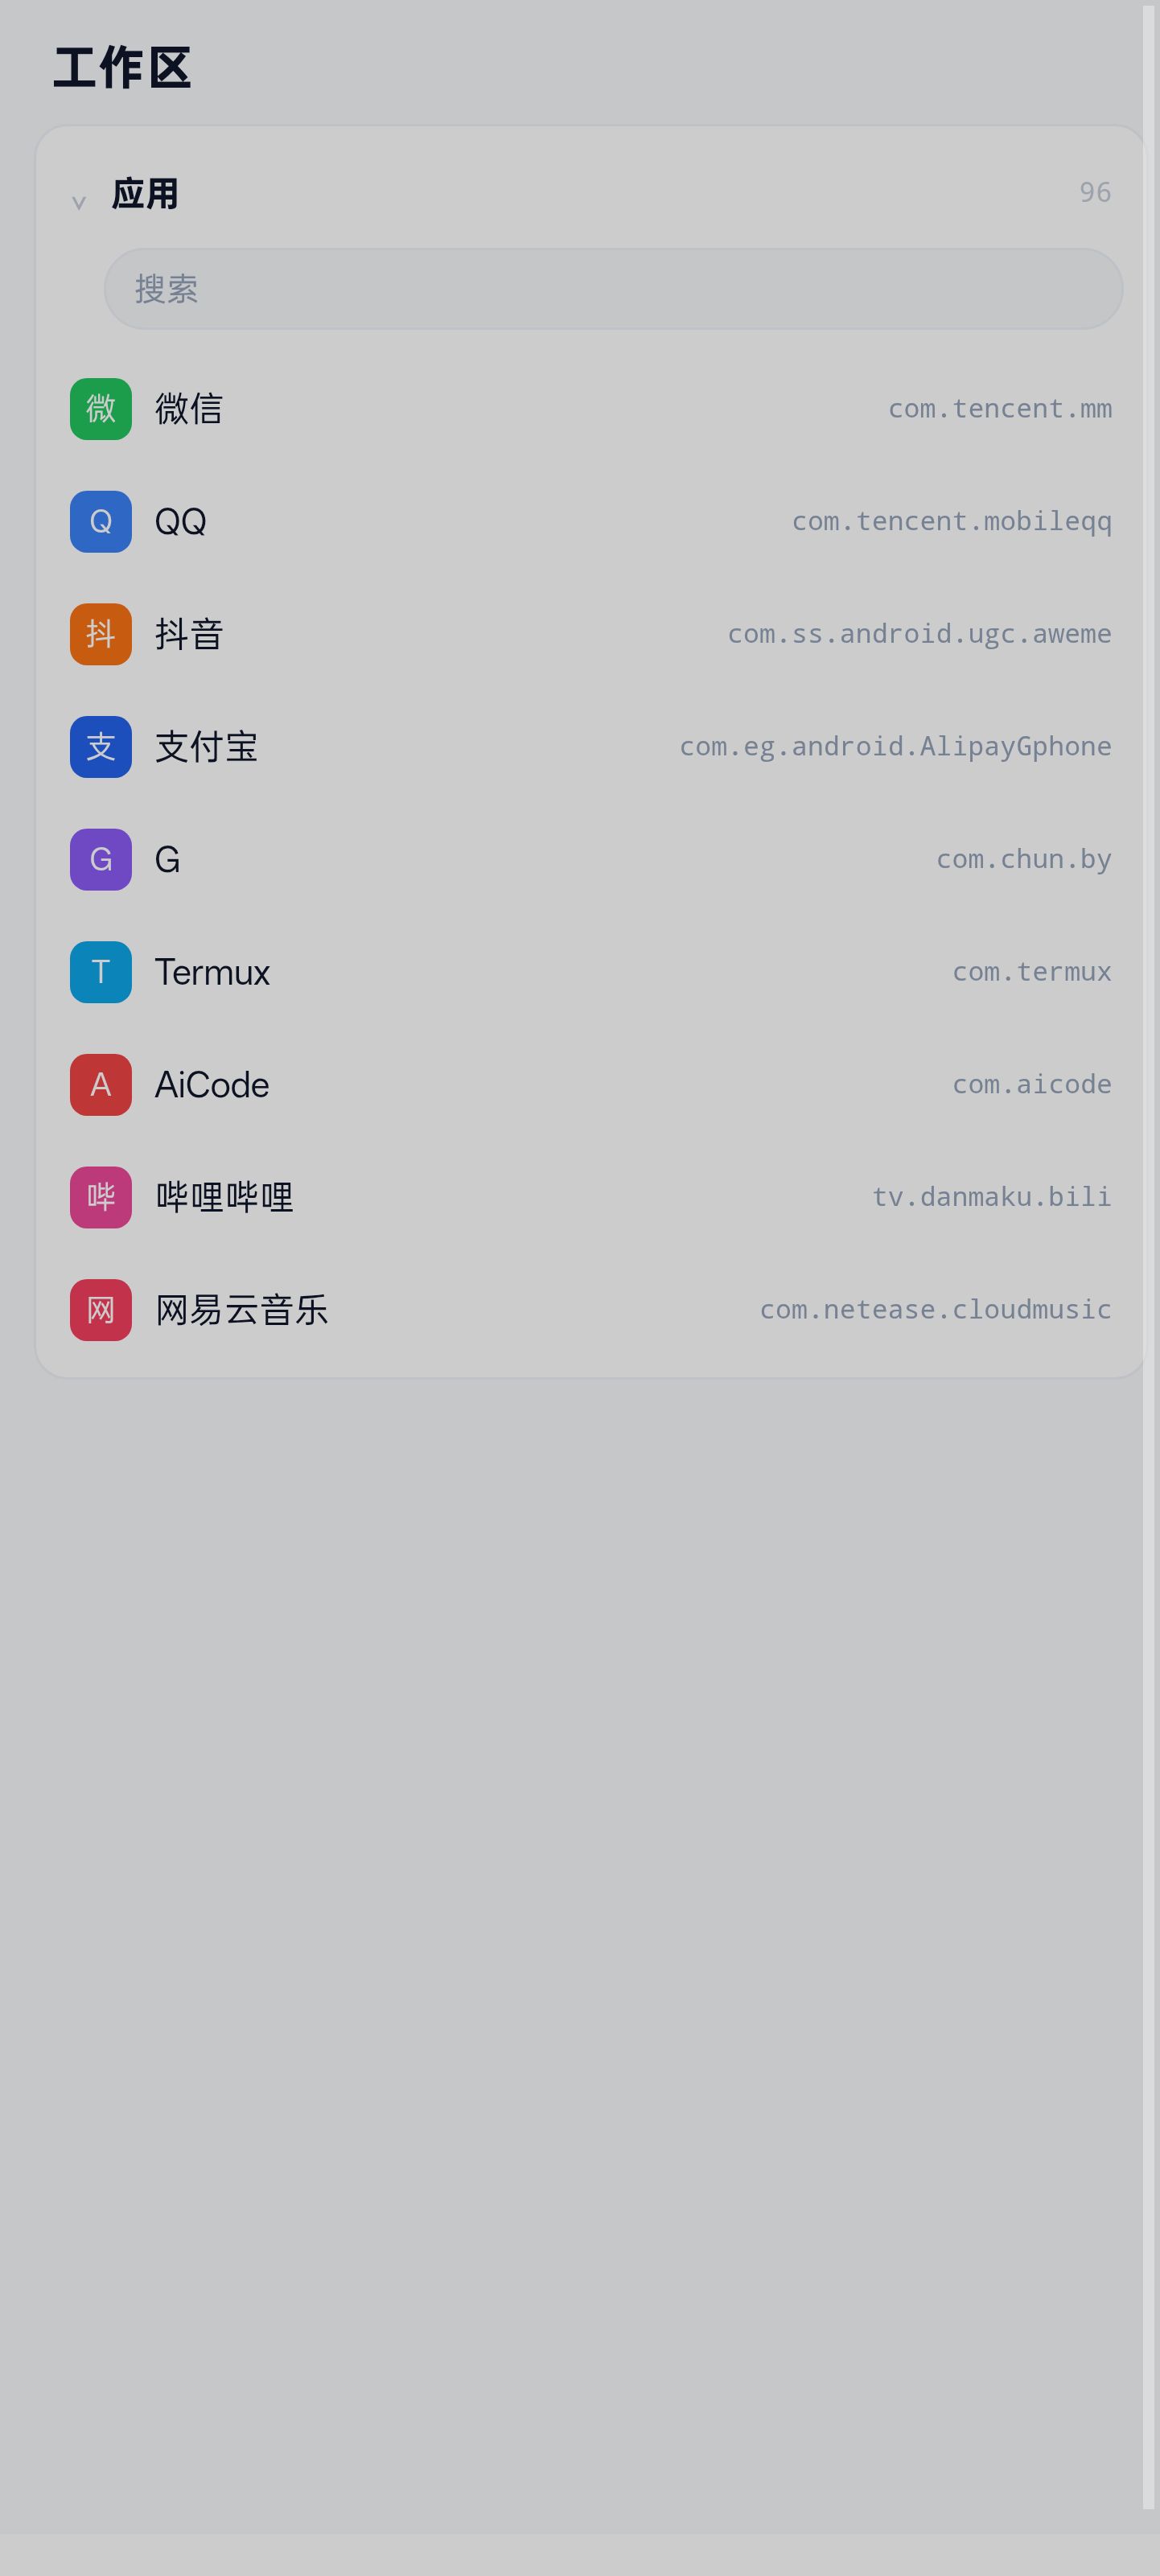 工作区
应用 96
搜索
微 微信 com.tencent.mm
Q QQ com.tencent.mobileqq
抖 抖音 com.ss.android.ugc.aweme
支 支付宝 com.eg.android.AlipayGphone
G G com.chun.by
T Termux com.termux
A AiCode com.aicode
哔 哔哩哔哩 tv.danmaku.bili
网 网易云音乐 com.netease.cloudmusic